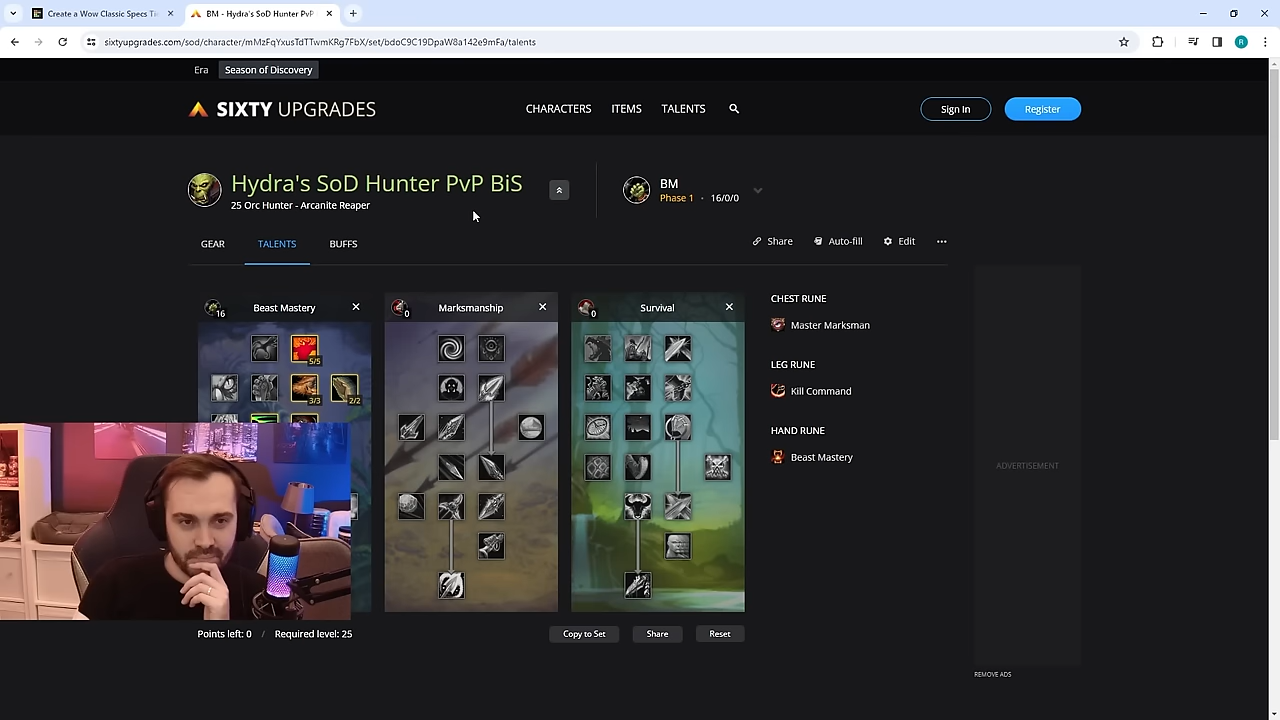 Create a Wow Classic Specs Ti
BM - Hydra's SoD Hunter PvP
sixtyupgrades.com/sod/character/mMzFqYxusTdTTwmKRg7FbX/set/bdoC9C19DpaW8a142e9mFa/talents
R
Era
Season of Discovery
SIXTY UPGRADES
CHARACTERS
ITEMS
TALENTS
Sign In
Register
Hydra's SoD Hunter PvP BiS
25 Orc Hunter - Arcanite Reaper
BM
Phase 1 · 16/0/0
GEAR
TALENTS
BUFFS
Share
Auto-fill
Edit
16
Beast Mastery
0
Marksmanship
0
Survival
5/5
3/3
2/2
CHEST RUNE
Master Marksman
LEG RUNE
Kill Command
HAND RUNE
Beast Mastery
ADVERTISEMENT
Points left: 0 / Required level: 25
Copy to Set
Share
Reset
REMOVE ADS